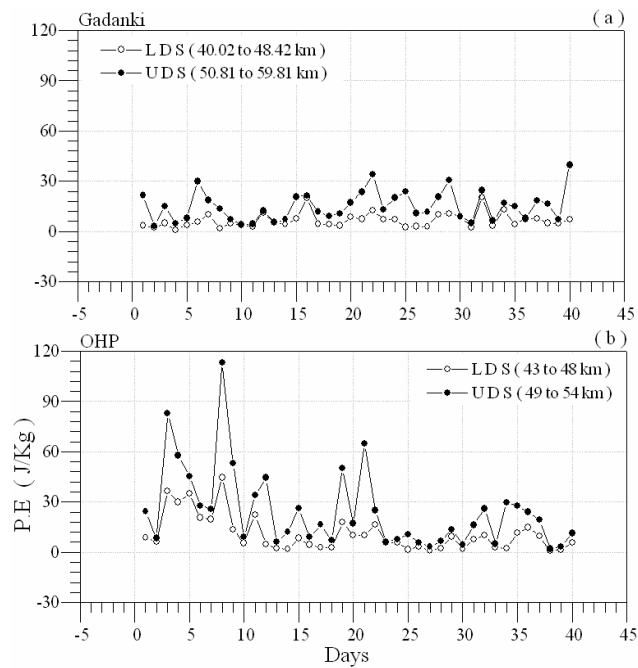 Gadanki
( a )
120
90
60
30
0
-30
L D S ( 40.02 to 48.42 km )
U D S ( 50.81 to 59.81 km )
-5 0 5 10 15 20 25 30 35 40 45
OHP
( b )
120
90
60
30
0
-30
L D S ( 43 to 48 km )
U D S ( 49 to 54 km )
P.E ( J/Kg )
-5 0 5 10 15 20 25 30 35 40 45
Days